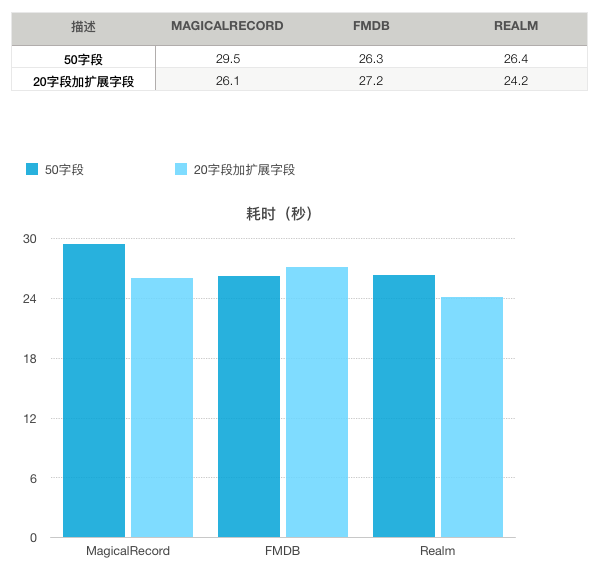 描述 MAGICALRECORD FMDB REALM
50字段 29.5 26.3 26.4
20字段加扩展字段 26.1 27.2 24.2
50字段 20字段加扩展字段
耗时（秒）
30
24
18
12
6
0
MagicalRecord FMDB Realm